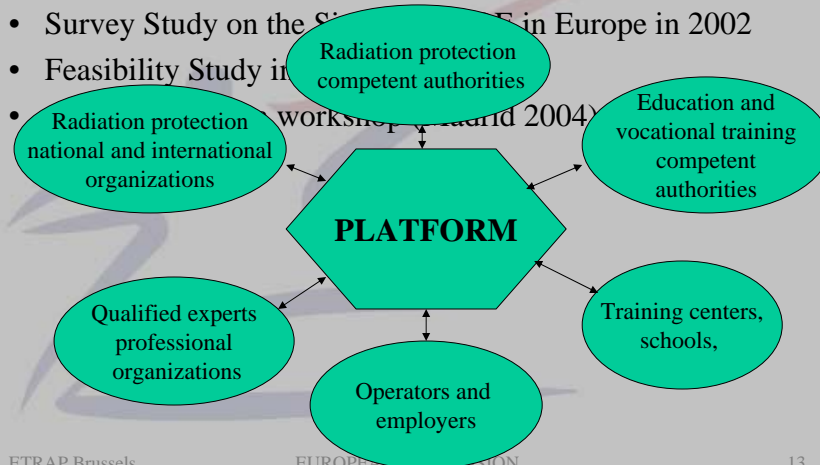 • Survey Study on the Si E in Europe in 2002
• Feasibility Study in
• workshop Madrid 2004)
Radiation protection
competent authorities
Radiation protection
national and international
organizations
Education and
vocational training
competent
authorities
PLATFORM
Qualified experts
professional
organizations
Training centers,
schools,
Operators and
employers
ETRAP Brussels
13